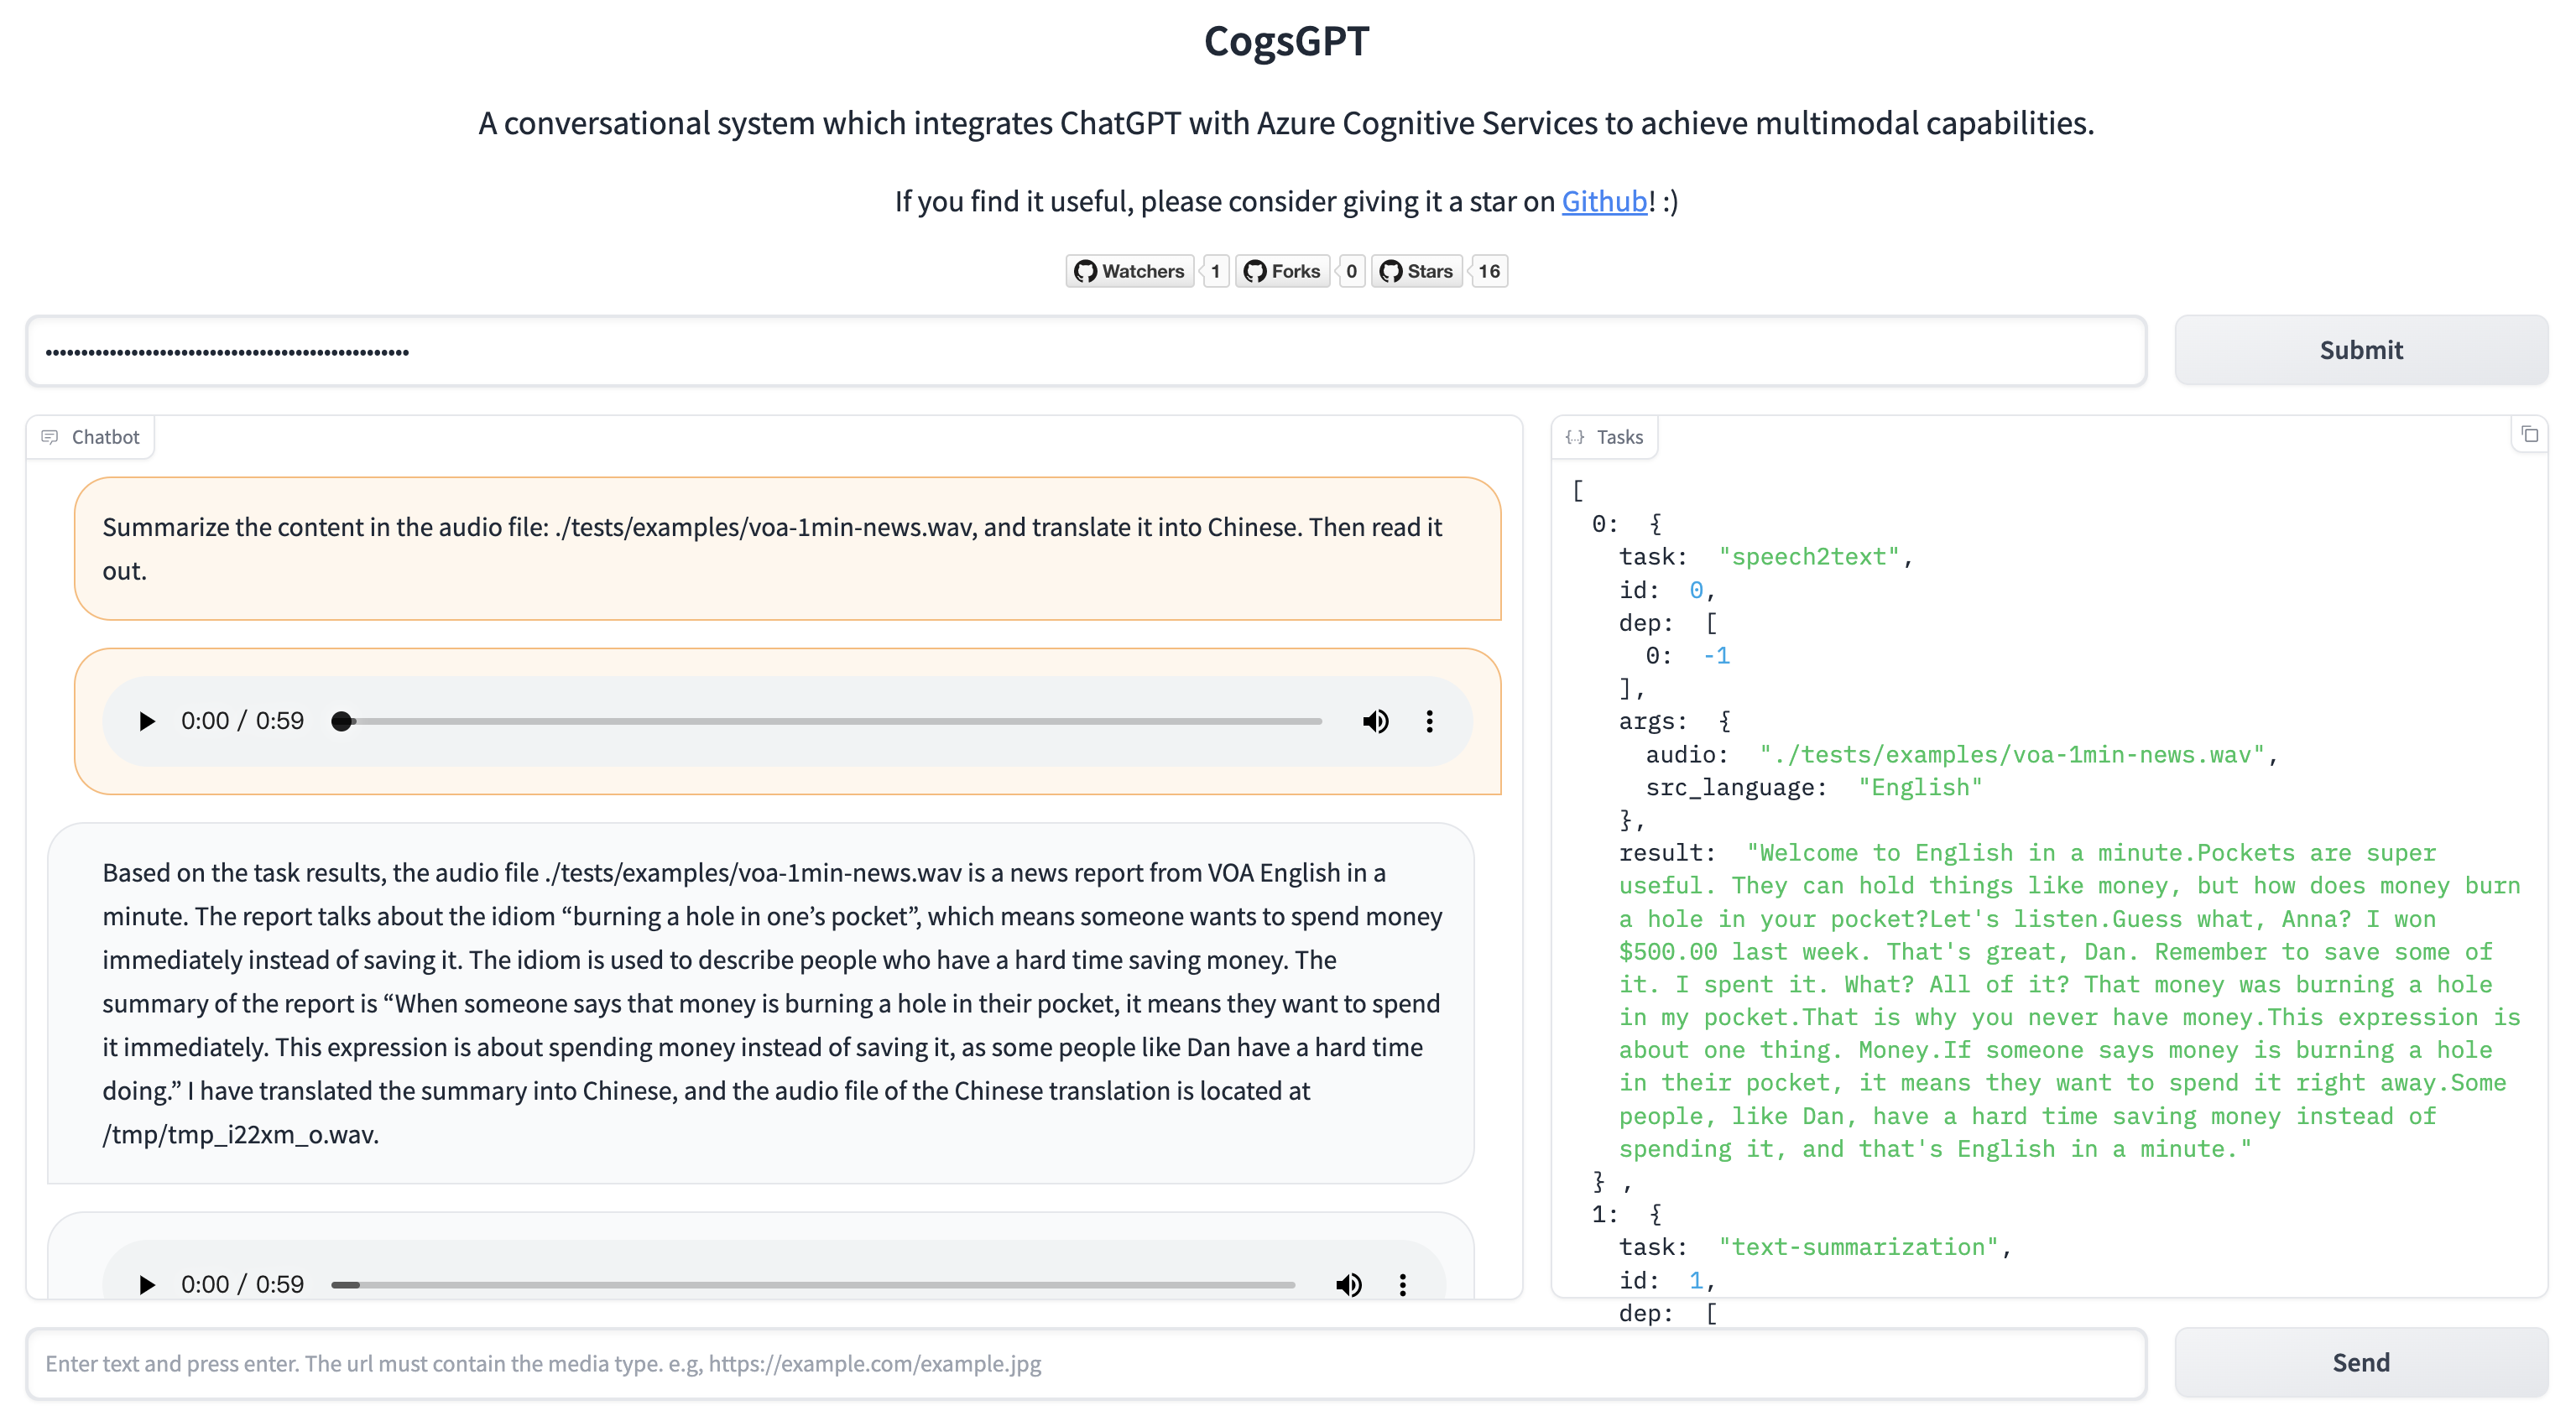 CogsGPT
A conversational system which integrates ChatGPT with Azure Cognitive Services to achieve multimodal capabilities.
If you find it useful, please consider giving it a star on Github! :)
Watchers 1 Forks 0 Stars 16
••••••••••••••••••••••••••••••••••••••••••••••••••• Submit
Chatbot
Summarize the content in the audio file: ./tests/examples/voa-1min-news.wav, and translate it into Chinese. Then read it
out.
0:00 / 0:59
Based on the task results, the audio file ./tests/examples/voa-1min-news.wav is a news report from VOA English in a
minute. The report talks about the idiom “burning a hole in one’s pocket”, which means someone wants to spend money
immediately instead of saving it. The idiom is used to describe people who have a hard time saving money. The
summary of the report is “When someone says that money is burning a hole in their pocket, it means they want to spend
it immediately. This expression is about spending money instead of saving it, as some people like Dan have a hard time
doing.” I have translated the summary into Chinese, and the audio file of the Chinese translation is located at
/tmp/tmp_i22xm_o.wav.
0:00 / 0:59
{..} Tasks
[
0: {
task: "speech2text",
id: 0,
dep: [
0: -1
],
args: {
audio: "./tests/examples/voa-1min-news.wav",
src_language: "English"
},
result: "Welcome to English in a minute.Pockets are super
useful. They can hold things like money, but how does money burn
a hole in your pocket?Let's listen.Guess what, Anna? I won
$500.00 last week. That's great, Dan. Remember to save some of
it. I spent it. What? All of it? That money was burning a hole
in my pocket.That is why you never have money.This expression is
about one thing. Money.If someone says money is burning a hole
in their pocket, it means they want to spend it right away.Some
people, like Dan, have a hard time saving money instead of
spending it, and that's English in a minute."
} ,
1: {
task: "text-summarization",
id: 1,
dep: [
Enter text and press enter. The url must contain the media type. e.g, https://example.com/example.jpg
Send